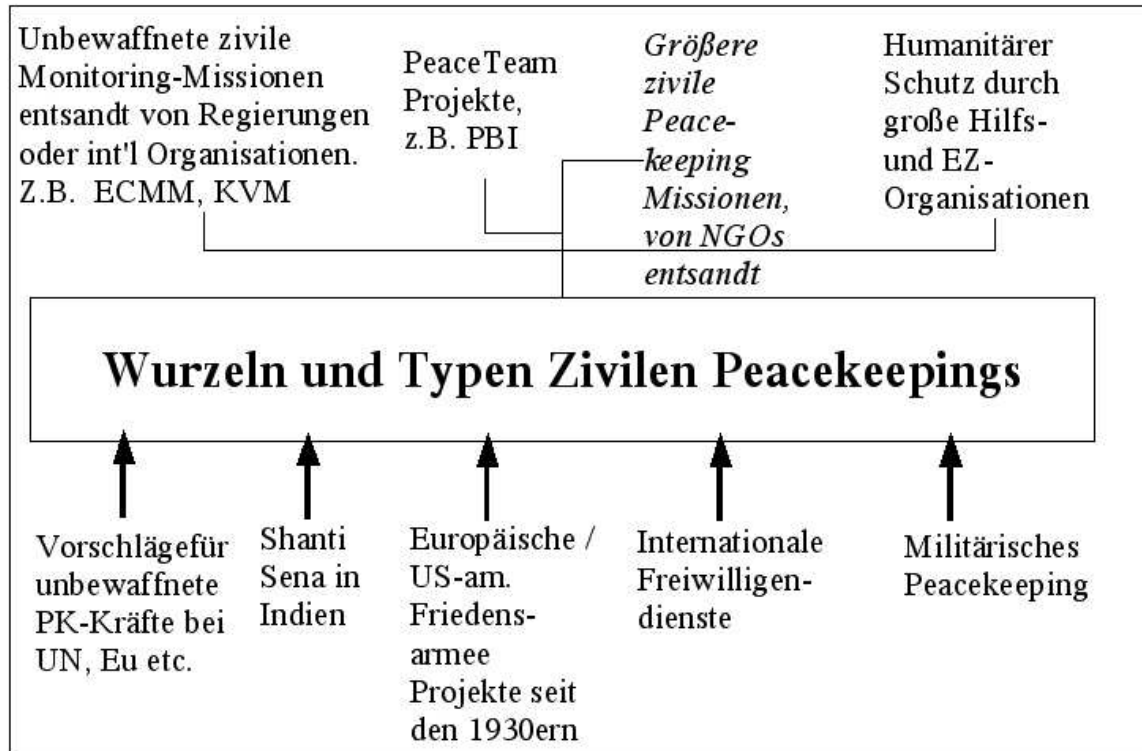 Unbewaffnete zivile
Monitoring-Missionen
entsandt von Regierungen
oder int'l Organisationen.
Z.B. ECMM, KVM
PeaceTeam
Projekte,
z.B. PBI
Größere
zivile
Peace-
keeping
Missionen,
von NGOs
entsandt
Humanitärer
Schutz durch
große Hilfs-
und EZ-
Organisationen
Wurzeln und Typen Zivilen Peacekeepings
Vorschlägefür
unbewaffnete
PK-Kräfte bei
UN, Eu etc.
Shanti
Sena in
Indien
Europäische /
US-am.
Friedens-
armee
Projekte seit
den 1930ern
Internationale
Freiwilligen-
dienste
Militärisches
Peacekeeping